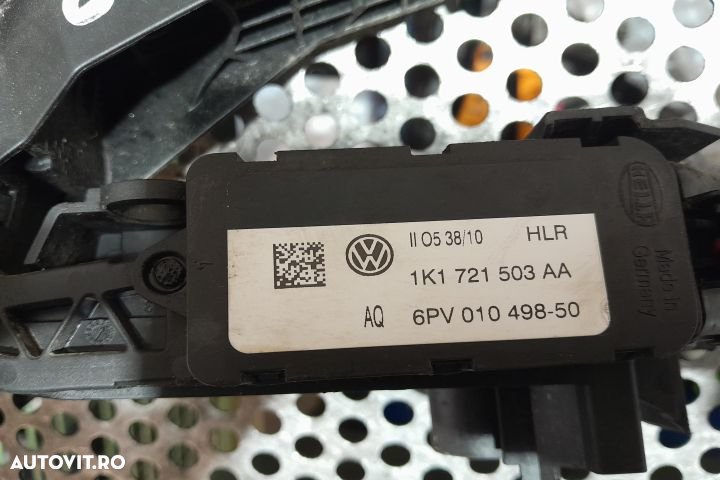 II O5 38/10 HLR
1K1 721 503 AA
AQ 6PV 010 498-50
HELLA
Made in
Germany
AUTOVIT.RO